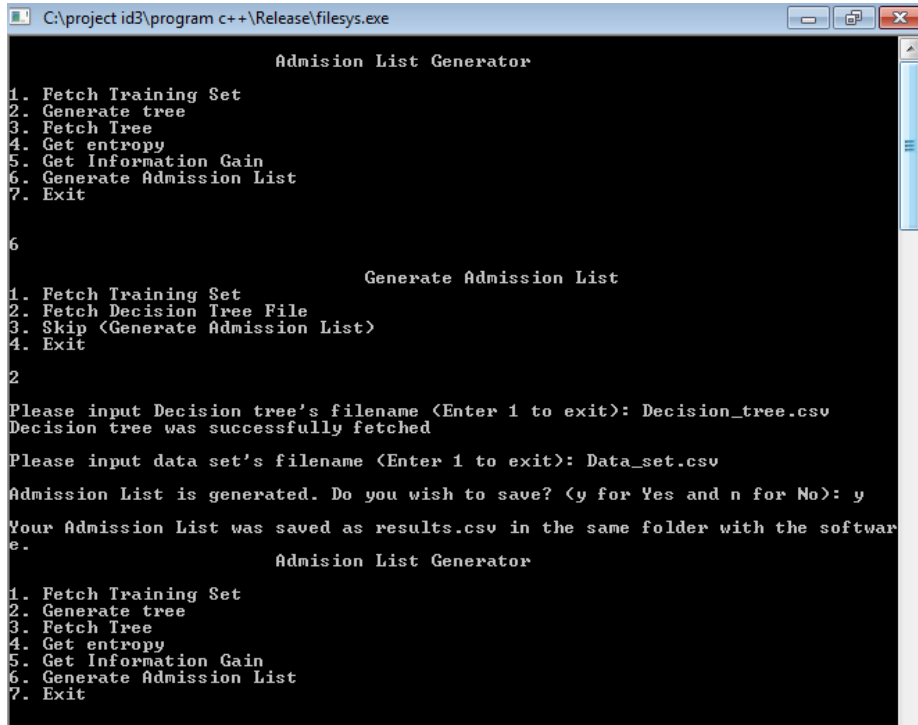 C:\project id3\program c++\Release\filesys.exe
Admision List Generator
1. Fetch Training Set
2. Generate tree
3. Fetch Tree
4. Get entropy
5. Get Information Gain
6. Generate Admission List
7. Exit
6
Generate Admission List
1. Fetch Training Set
2. Fetch Decision Tree File
3. Skip (Generate Admission List)
4. Exit
2
Please input Decision tree's filename (Enter 1 to exit): Decision_tree.csv
Decision tree was successfully fetched
Please input data set's filename (Enter 1 to exit): Data_set.csv
Admission List is generated. Do you wish to save? (y for Yes and n for No): y
Your Admission List was saved as results.csv in the same folder with the softwar
e.
Admision List Generator
1. Fetch Training Set
2. Generate tree
3. Fetch Tree
4. Get entropy
5. Get Information Gain
6. Generate Admission List
7. Exit